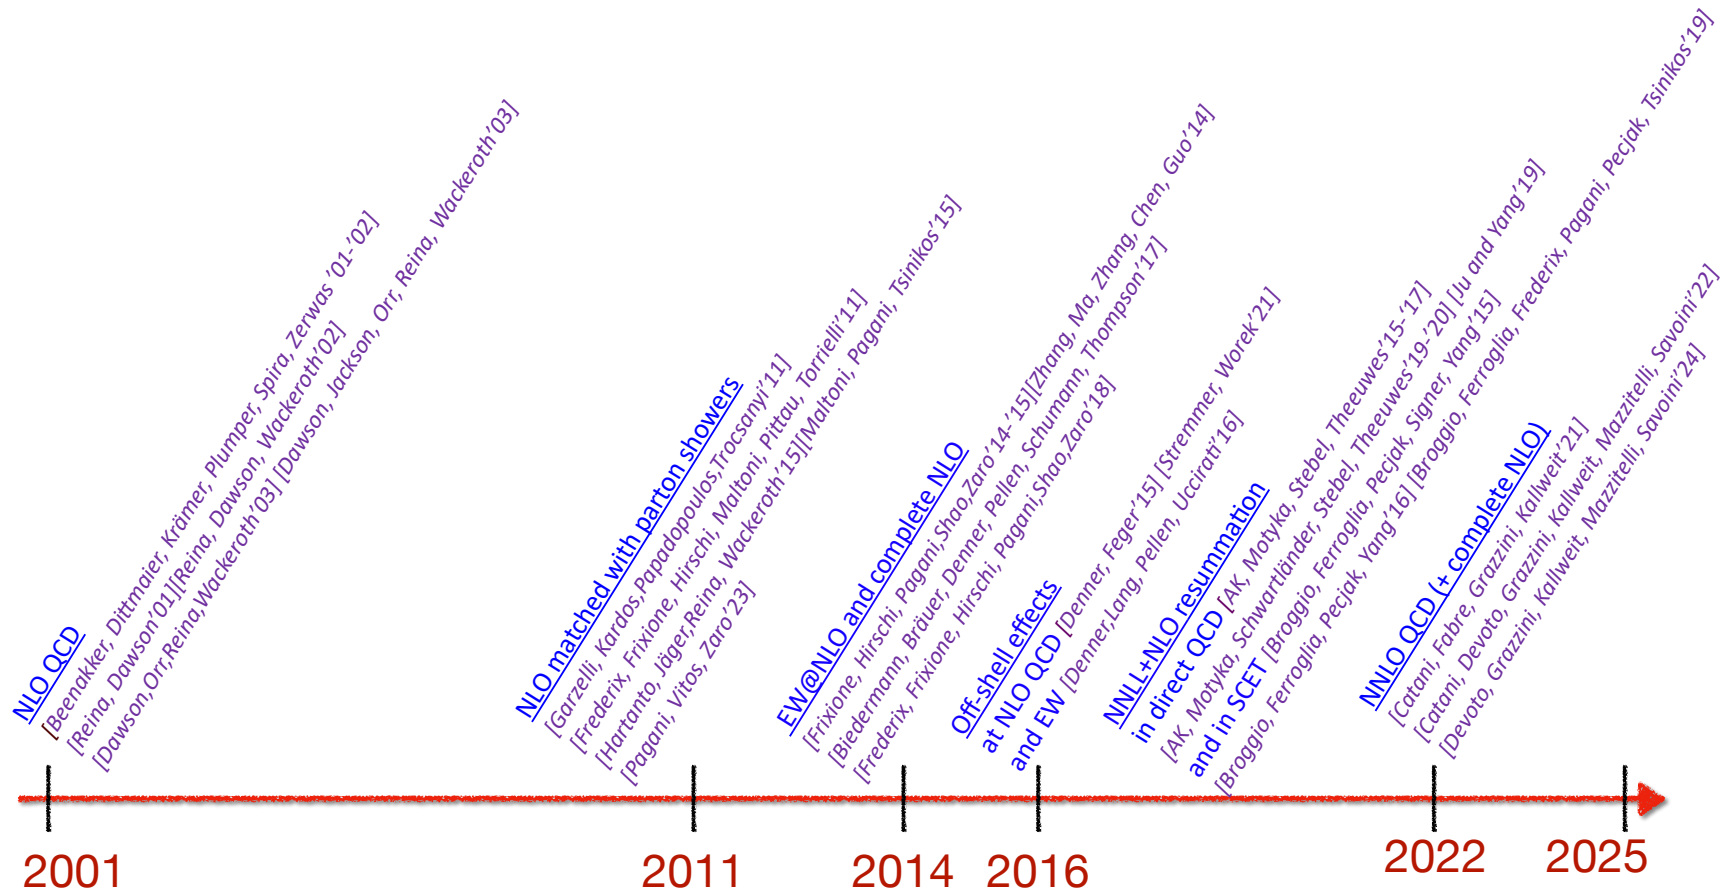 NLO QCD
[Beenakker, Dittmaier, Krämer, Plumper, Spira, Zerwas '01-'02]
[Reina, Dawson'01][Reina, Dawson, Wackeroth'02]
[Dawson,Orr,Reina,Wackeroth'03] [Dawson, Jackson, Orr, Reina, Wackeroth'03]
NLO matched with parton showers
[Garzelli, Kardos,Papadopoulos,Trocsanyi'11]
[Frederix, Frixione, Hirschi, Maltoni, Pittau, Torrielli'11]
[Hartanto, Jäger,Reina, Wackeroth'15][Maltoni, Pagani, Tsinikos'15]
[Pagani, Vitos, Zaro'23]
EW@NLO and complete NLO
[Frixione, Hirschi, Pagani,Shao,Zaro'14-'15][Zhang, Ma, Zhang, Chen, Guo'14]
[Biedermann, Bräuer, Denner, Pellen, Schumann, Thompson'17]
[Frederix, Frixione, Hirschi, Pagani,Shao,Zaro'18]
Off-shell effects
at NLO QCD [Denner, Feger'15] [Stremmer, Worek'21]
and EW [Denner,Lang, Pellen, Uccirati'16]
NNLL+NLO resummation
in direct QCD [AK, Motyka, Stebel, Theeuwes'15-'17]
[AK, Motyka, Schwartländer, Stebel, Theeuwes'19-'20] [Ju and Yang'19]
and in SCET [Broggio, Ferroglia, Pecjak, Signer, Yang'15]
[Broggio, Ferroglia, Pecjak, Yang'16] [Broggio, Ferroglia, Frederix, Pagani, Pecjak, Tsinikos'19]
NNLO QCD (+ complete NLO)
[Catani, Fabre, Grazzini, Kallweit'21]
[Catani, Devoto, Grazzini, Kallweit, Mazzitelli, Savoini'22]
[Devoto, Grazzini, Kallweit, Mazzitelli, Savoini'24]
2001
2011
2014
2016
2022
2025